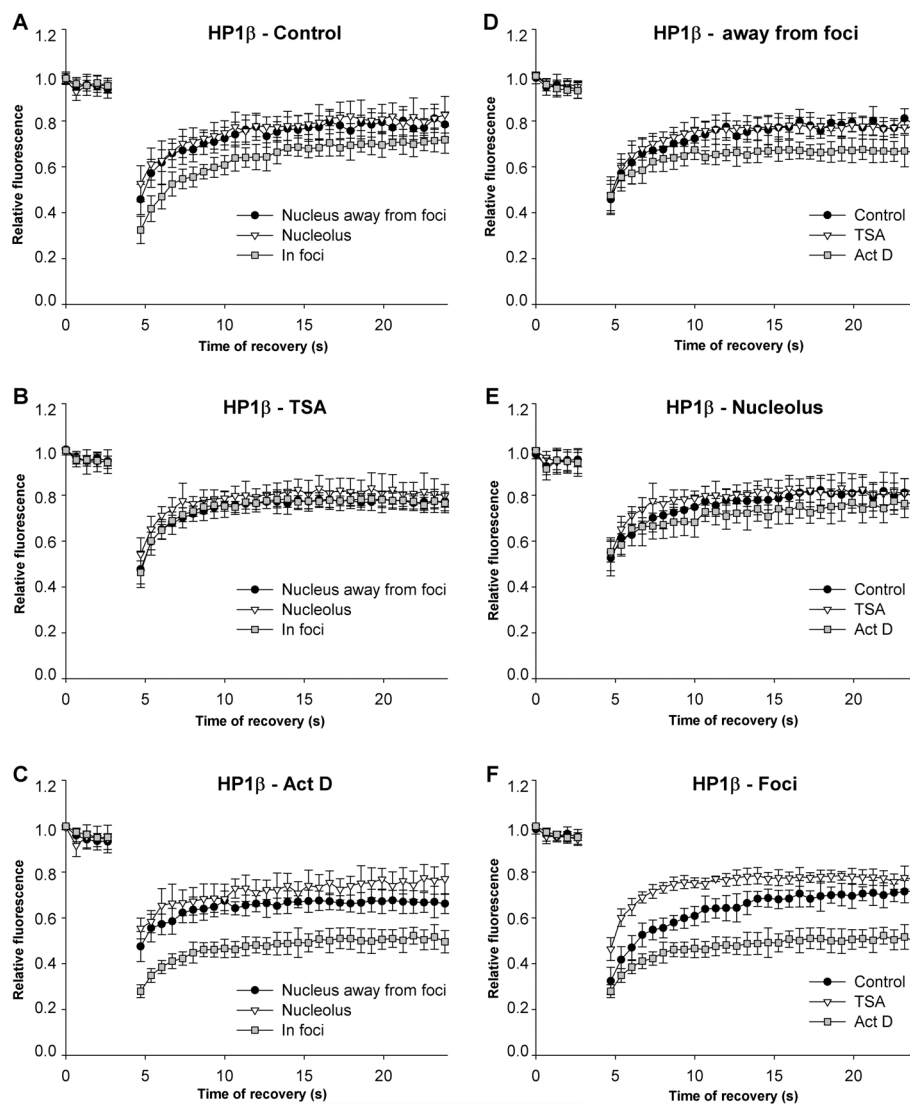 A
HP1β - Control
Relative fluorescence
1.2
1.0
0.8
0.6
0.4
0.2
0.0
Nucleus away from foci
Nucleolus
In foci
0 5 10 15 20
Time of recovery (s)
B
HP1β - TSA
Relative fluorescence
1.2
1.0
0.8
0.6
0.4
0.2
0.0
Nucleus away from foci
Nucleolus
In foci
0 5 10 15 20
Time of recovery (s)
C
HP1β - Act D
Relative fluorescence
1.2
1.0
0.8
0.6
0.4
0.2
0.0
Nucleus away from foci
Nucleolus
In foci
0 5 10 15 20
Time of recovery (s)
D
HP1β - away from foci
Relative fluorescence
1.2
1.0
0.8
0.6
0.4
0.2
0.0
Control
TSA
Act D
0 5 10 15 20
Time of recovery (s)
E
HP1β - Nucleolus
Relative fluorescence
1.2
1.0
0.8
0.6
0.4
0.2
0.0
Control
TSA
Act D
0 5 10 15 20
Time of recovery (s)
F
HP1β - Foci
Relative fluorescence
1.2
1.0
0.8
0.6
0.4
0.2
0.0
Control
TSA
Act D
0 5 10 15 20
Time of recovery (s)